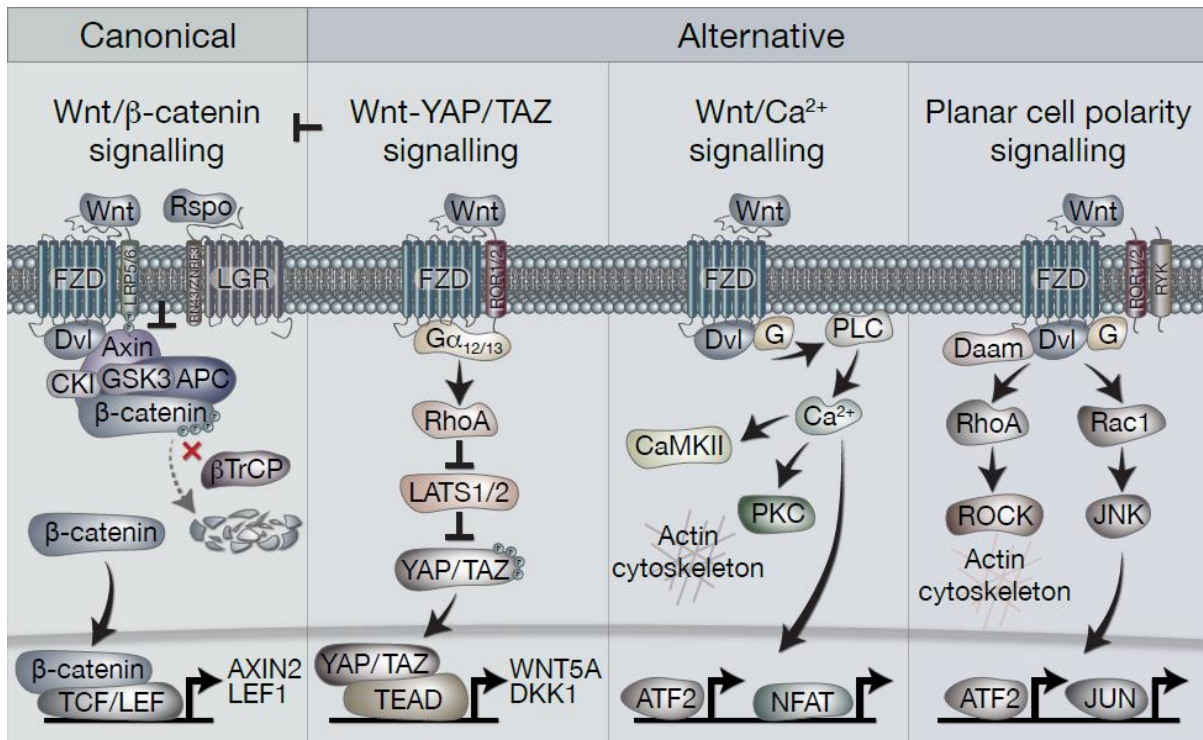 Canonical
Alternative
Wnt/β-catenin
signalling
Wnt-YAP/TAZ
signalling
Wnt/Ca²⁺
signalling
Planar cell polarity
signalling
Wnt
Rspo
FZD
LRP5/6
RN43/ZNRF3
LGR
P
Dvl
Axin
CKI
GSK3
APC
β-catenin
P P P P
βTrCP
β-catenin
β-catenin
TCF/LEF
AXIN2
LEF1
Wnt
FZD
ROR1/2
Gα12/13
RhoA
LATS1/2
YAP/TAZ
P P P P
YAP/TAZ
TEAD
WNT5A
DKK1
Wnt
FZD
Dvl
G
PLC
Ca²⁺
CaMKII
PKC
Actin
cytoskeleton
ATF2
NFAT
Wnt
FZD
ROR1/2
RYK
Daam
Dvl
G
RhoA
Rac1
ROCK
JNK
Actin
cytoskeleton
ATF2
JUN